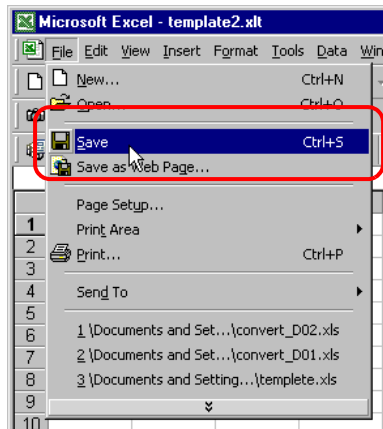 Microsoft Excel - template2.xlt
File Edit View Insert Format Tools Data Win
New... Ctrl+N
Open... Ctrl+O
Save Ctrl+S
Save as Web Page...
Page Setup...
1
Print Area
2
Print... Ctrl+P
3
4
Send To
5
6
1 \Documents and Set...\convert_D02.xls
7
2 \Documents and Set...\convert_D01.xls
8
3 \Documents and Setting...\templete.xls
9
10